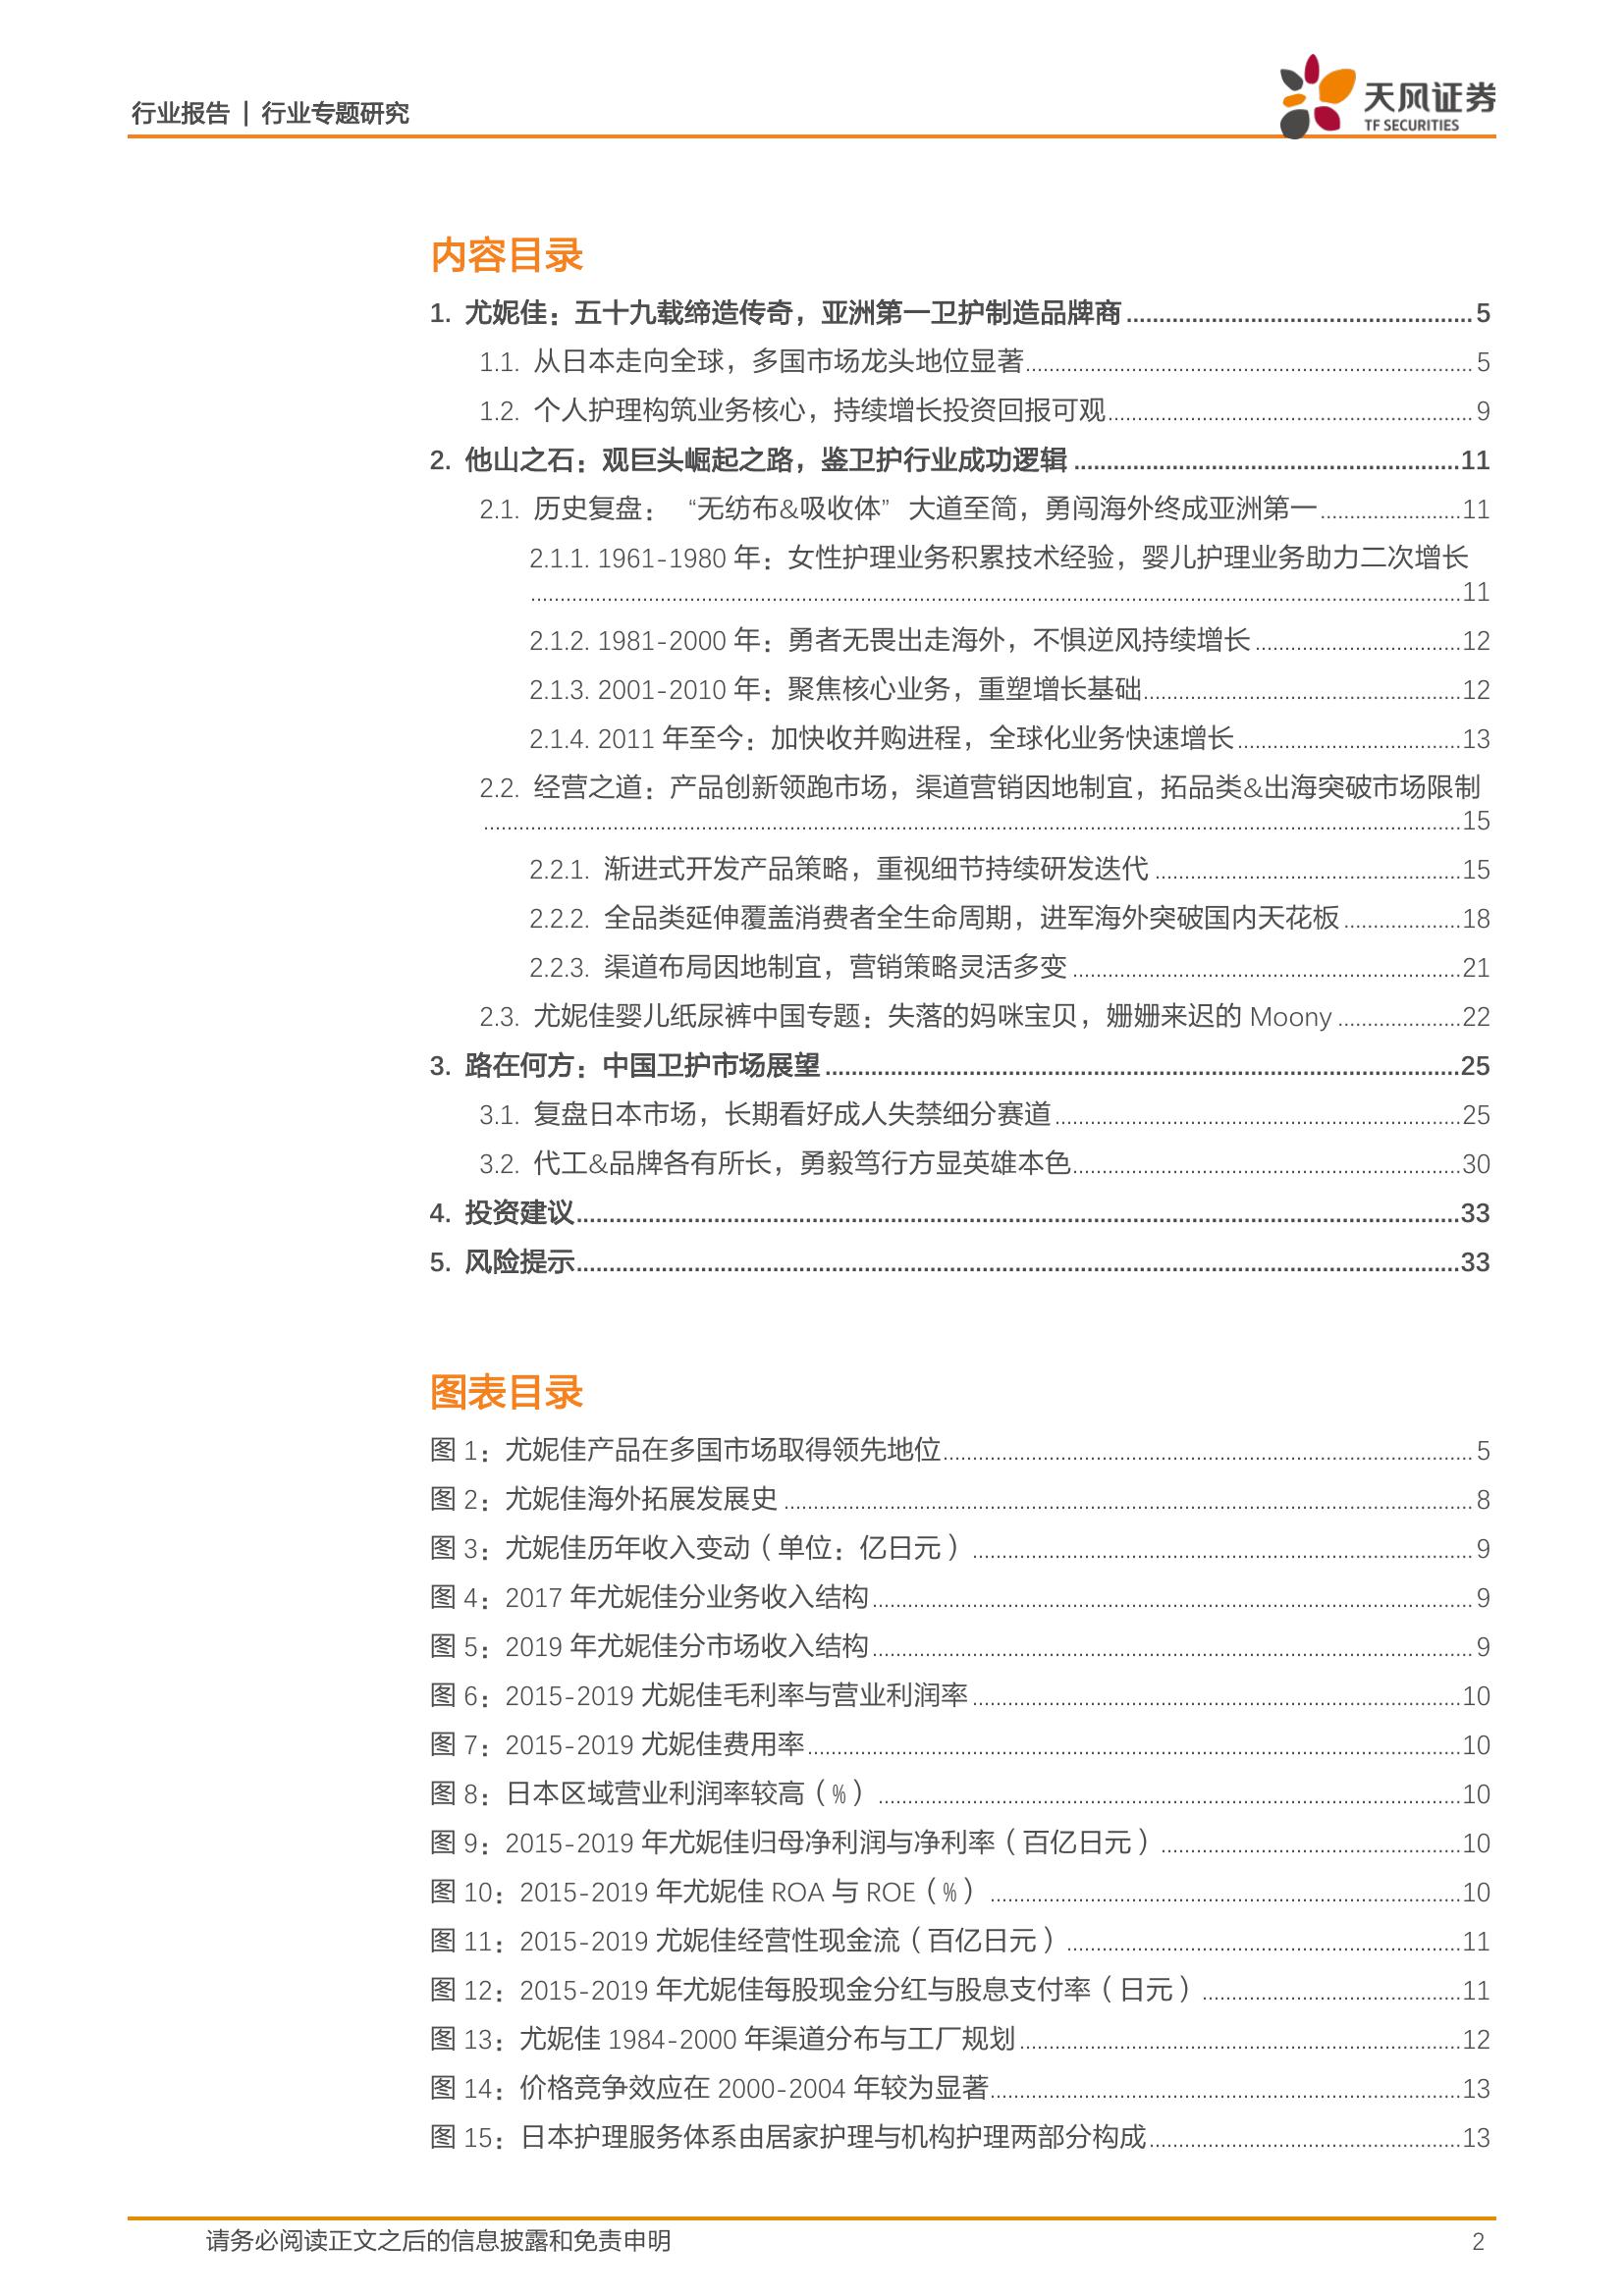 行业报告 | 行业专题研究
天风证券
TF SECURITIES
内容目录
1. 尤妮佳：五十九载缔造传奇，亚洲第一卫护制造品牌商 5
1.1. 从日本走向全球，多国市场龙头地位显著 5
1.2. 个人护理构筑业务核心，持续增长投资回报可观 9
2. 他山之石：观巨头崛起之路，鉴卫护行业成功逻辑 11
2.1. 历史复盘： “无纺布&吸收体” 大道至简，勇闯海外终成亚洲第一 11
2.1.1. 1961-1980 年：女性护理业务积累技术经验，婴儿护理业务助力二次增长
11
2.1.2. 1981-2000 年：勇者无畏出走海外，不惧逆风持续增长 12
2.1.3. 2001-2010 年：聚焦核心业务，重塑增长基础 12
2.1.4. 2011 年至今：加快收并购进程，全球化业务快速增长 13
2.2. 经营之道：产品创新领跑市场，渠道营销因地制宜，拓品类&出海突破市场限制
15
2.2.1. 渐进式开发产品策略，重视细节持续研发迭代 15
2.2.2. 全品类延伸覆盖消费者全生命周期，进军海外突破国内天花板 18
2.2.3. 渠道布局因地制宜，营销策略灵活多变 21
2.3. 尤妮佳婴儿纸尿裤中国专题：失落的妈咪宝贝，姗姗来迟的 Moony 22
3. 路在何方：中国卫护市场展望 25
3.1. 复盘日本市场，长期看好成人失禁细分赛道 25
3.2. 代工&品牌各有所长，勇毅笃行方显英雄本色 30
4. 投资建议 33
5. 风险提示 33
图表目录
图 1：尤妮佳产品在多国市场取得领先地位 5
图 2：尤妮佳海外拓展发展史 8
图 3：尤妮佳历年收入变动（单位：亿日元） 9
图 4：2017 年尤妮佳分业务收入结构 9
图 5：2019 年尤妮佳分市场收入结构 9
图 6：2015-2019 尤妮佳毛利率与营业利润率 10
图 7：2015-2019 尤妮佳费用率 10
图 8：日本区域营业利润率较高（%） 10
图 9：2015-2019 年尤妮佳归母净利润与净利率（百亿日元） 10
图 10：2015-2019 年尤妮佳 ROA 与 ROE（%） 10
图 11：2015-2019 尤妮佳经营性现金流（百亿日元） 11
图 12：2015-2019 年尤妮佳每股现金分红与股息支付率（日元） 11
图 13：尤妮佳 1984-2000 年渠道分布与工厂规划 12
图 14：价格竞争效应在 2000-2004 年较为显著 13
图 15：日本护理服务体系由居家护理与机构护理两部分构成 13
请务必阅读正文之后的信息披露和免责申明 2